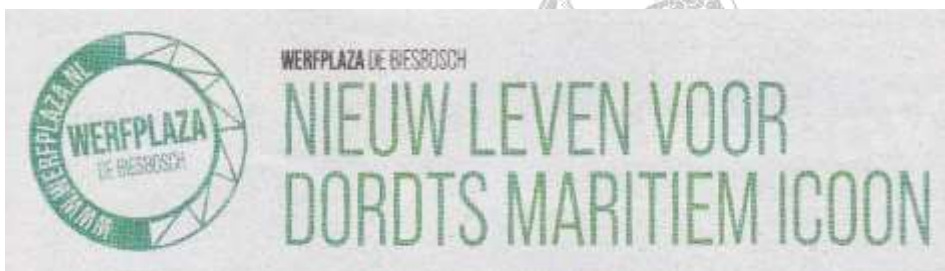 WWW.WERFPLAZA.NL
WERFPLAZA
DE BIESBOSCH
WERFPLAZA DE BIESBOSCH
NIEUW LEVEN VOOR
DORDTS MARITIEM ICOON